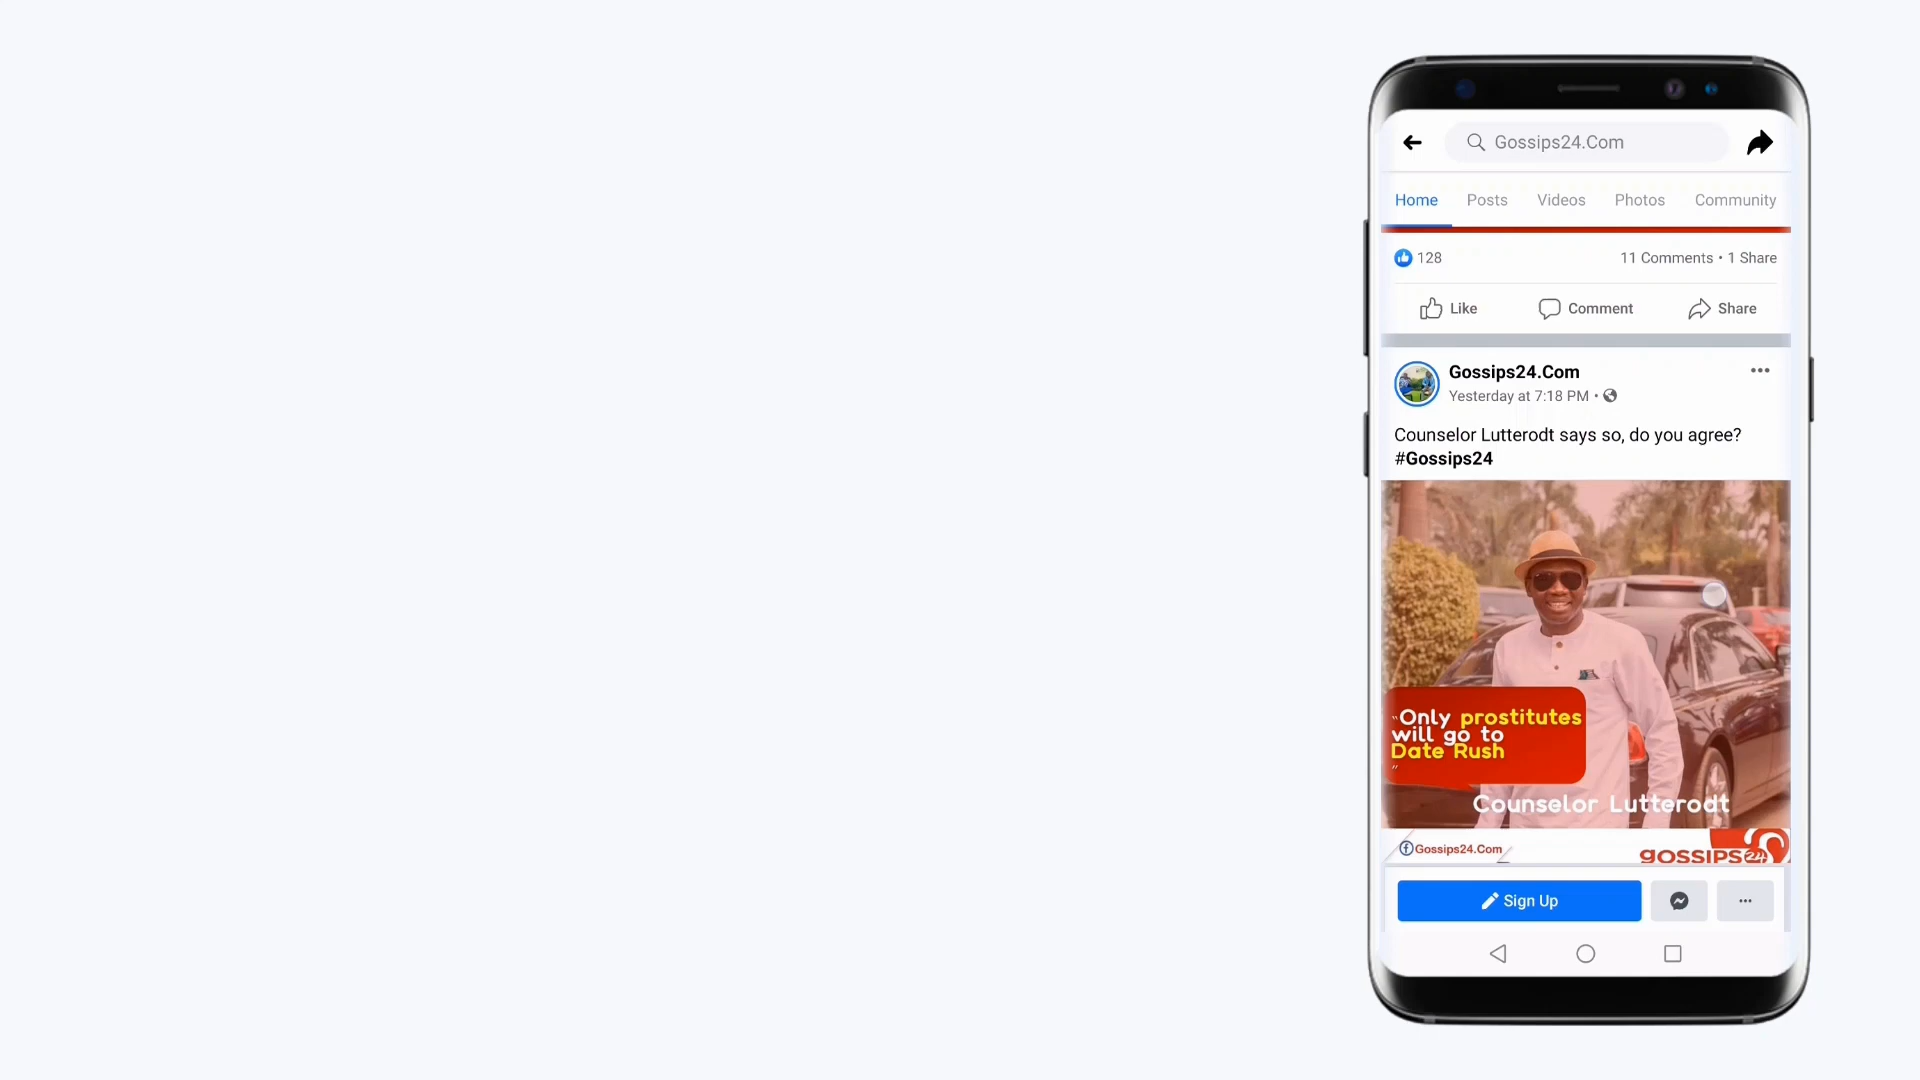 Gossips24.Com
Home Posts Videos Photos Community
128 11 Comments • 1 Share
Like Comment Share
Gossips24.Com
Yesterday at 7:18 PM •
Counselor Lutterodt says so, do you agree?
#Gossips24
"Only prostitutes
will go to
Date Rush
"
Counselor Lutterodt
Gossips24.Com
gossips24
Sign Up